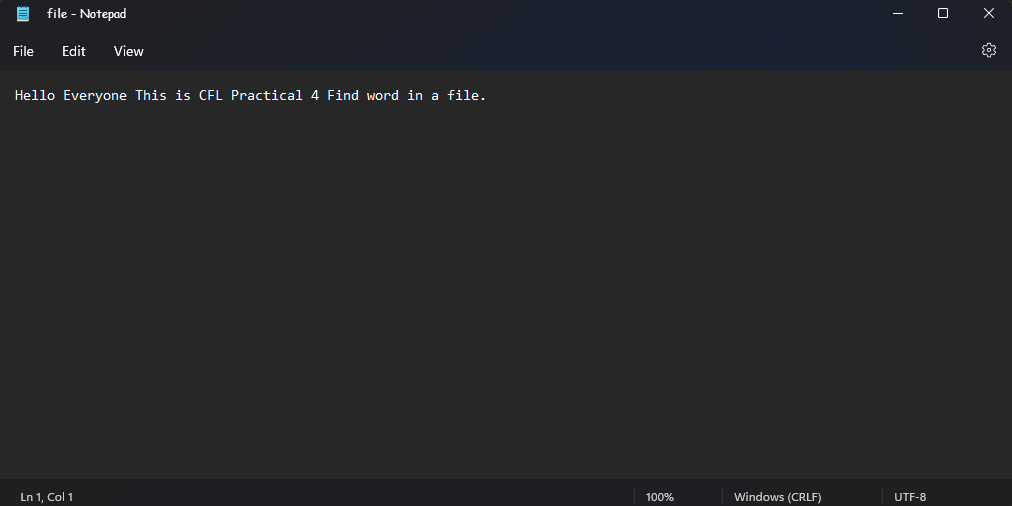 file - Notepad
File Edit View
Hello Everyone This is CFL Practical 4 Find word in a file.
Ln 1, Col 1 100% Windows (CRLF) UTF-8